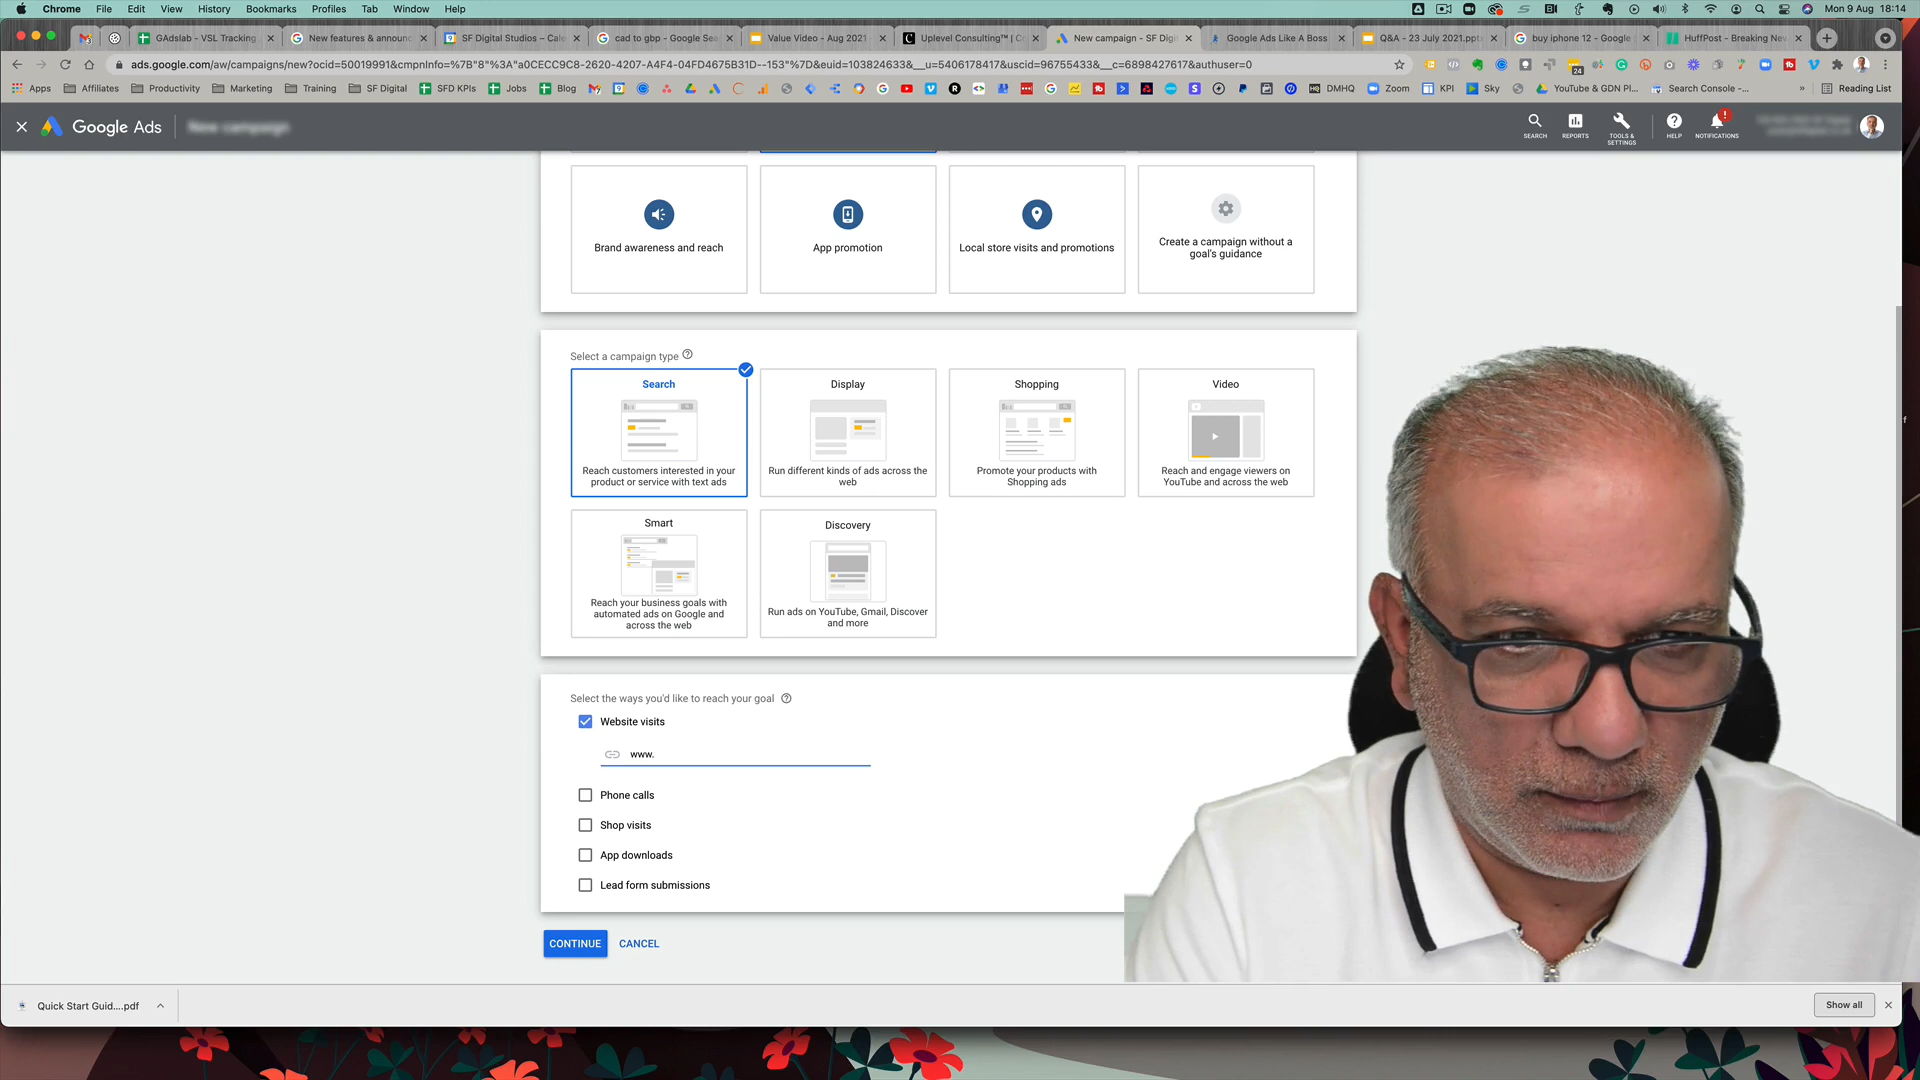 Chrome File Edit View History Bookmarks Profiles Tab Window Help
Mon 9 Aug 18:14
GAdslab - VSL Tracking
New features & announc
SF Digital Studios – Cale
cad to gbp - Google Sea
Value Video - Aug 2021
Uplevel Consulting™ | C
New campaign - SF Digi
Google Ads Like A Boss
Q&A - 23 July 2021.pptx
buy iphone 12 - Google
HuffPost - Breaking New
ads.google.com/aw/campaigns/new?ocid=50019991&cmpnInfo=%7B"8"%3A"a0CECC9C8-2620-4207-A4F4-04FD4675B31D--153"%7D&euid=103824633&__u=5406178417&uscid=96755433&__c=6898427617&authuser=0
24
Apps Affiliates Productivity Marketing Training SF Digital SFD KPIs Jobs Blog
HQ DMHQ Zoom KPI Sky YouTube & GDN Pl... Search Console -... » Reading List
Google Ads New campaign
SEARCH REPORTS TOOLS & SETTINGS HELP NOTIFICATIONS
Brand awareness and reach
App promotion
Local store visits and promotions
Create a campaign without a
goal's guidance
Select a campaign type
Search
Reach customers interested in your
product or service with text ads
Display
Run different kinds of ads across the
web
Shopping
Promote your products with
Shopping ads
Video
Reach and engage viewers on
YouTube and across the web
Smart
Reach your business goals with
automated ads on Google and
across the web
Discovery
Run ads on YouTube, Gmail, Discover
and more
Select the ways you'd like to reach your goal
Website visits
www.
Phone calls
Shop visits
App downloads
Lead form submissions
CONTINUE CANCEL
Quick Start Guid....pdf
Show all